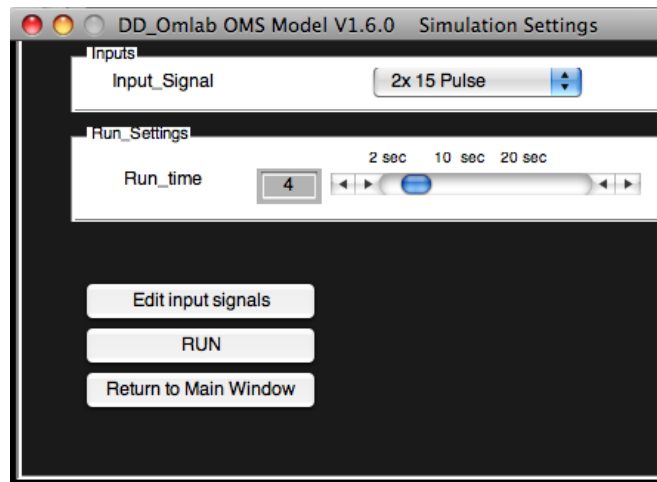 DD_Omlab OMS Model V1.6.0 Simulation Settings
Inputs
Input_Signal 2x 15 Pulse
Run_Settings
2 sec 10 sec 20 sec
Run_time 4
Edit input signals
RUN
Return to Main Window